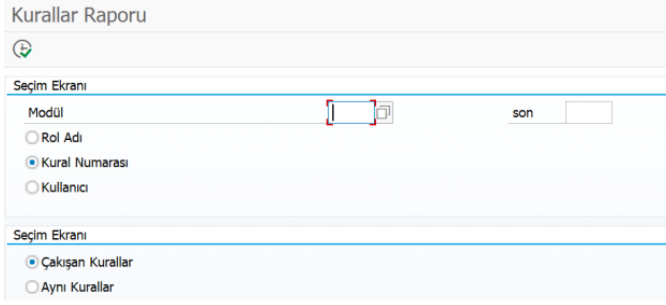 Kurallar Raporu
Seçim Ekranı
Modül son
Rol Adı
Kural Numarası
Kullanıcı
Seçim Ekranı
Çakışan Kurallar
Aynı Kurallar